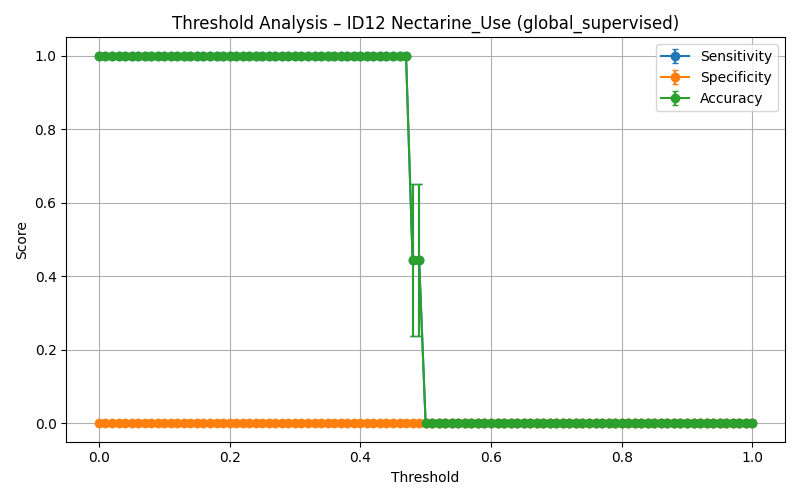 Threshold Analysis – ID12 Nectarine_Use (global_supervised)
Sensitivity
Specificity
Accuracy
1.0
0.8
0.6
0.4
0.2
0.0
Score
0.0 0.2 0.4 0.6 0.8 1.0
Threshold